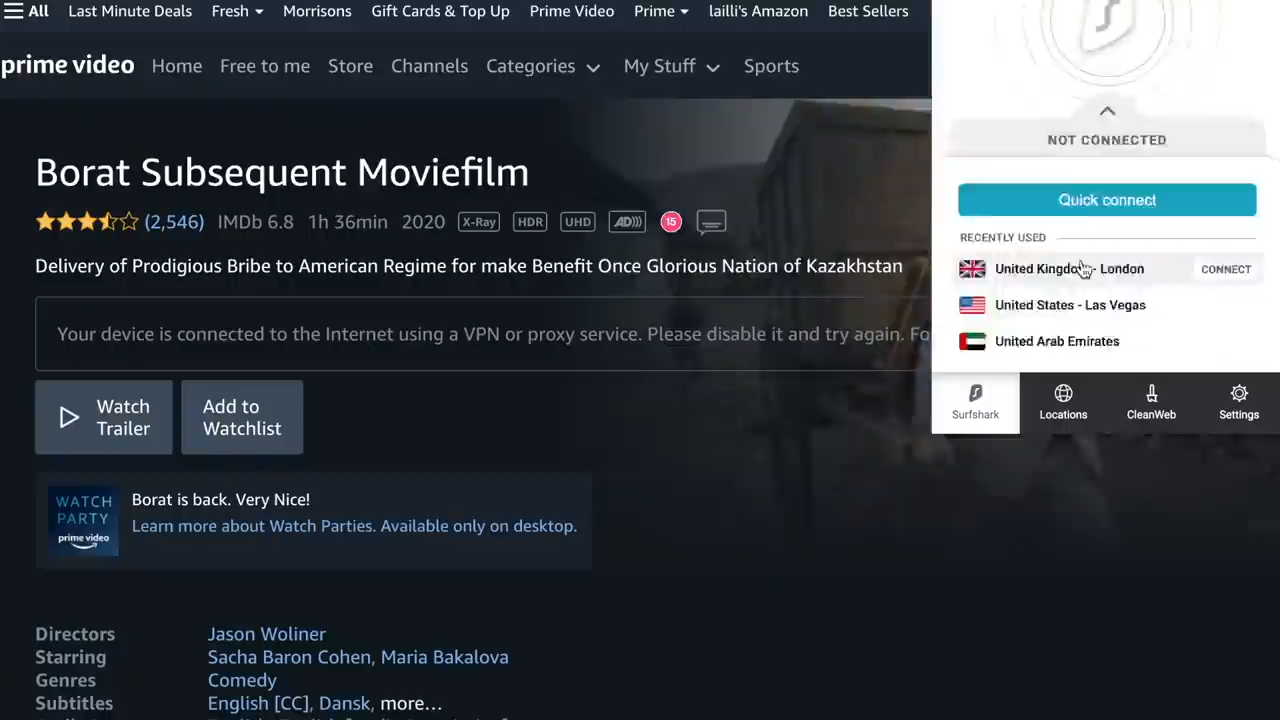 All Last Minute Deals Fresh Morrisons Gift Cards & Top Up Prime Video Prime lailli's Amazon Best Sellers
prime video Home Free to me Store Channels Categories My Stuff Sports
Borat Subsequent Moviefilm
(2,546) IMDb 6.8 1h 36min 2020 X-Ray HDR UHD AD))) 15
Delivery of Prodigious Bribe to American Regime for make Benefit Once Glorious Nation of Kazakhstan
Your device is connected to the Internet using a VPN or proxy service. Please disable it and try again. Fo
Watch
Trailer
Add to
Watchlist
WATCH
PARTY
prime video
Borat is back. Very Nice!
Learn more about Watch Parties. Available only on desktop.
Directors Jason Woliner
Starring Sacha Baron Cohen, Maria Bakalova
Genres Comedy
Subtitles English [CC], Dansk, more...
NOT CONNECTED
Quick connect
RECENTLY USED
United Kingdom - London CONNECT
United States - Las Vegas
United Arab Emirates
Surfshark Locations CleanWeb Settings